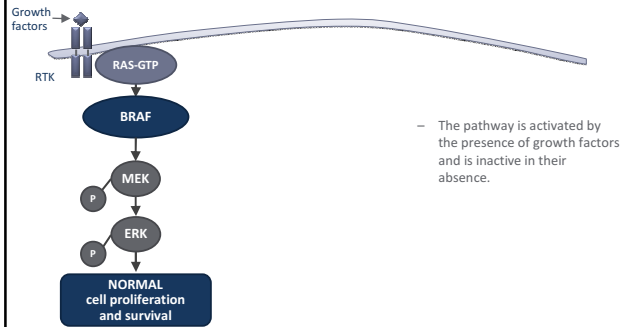 Growth
factors
RTK
RAS-GTP
BRAF
MEK
P
ERK
P
NORMAL
cell proliferation
and survival
– The pathway is activated by
the presence of growth factors
and is inactive in their
absence.